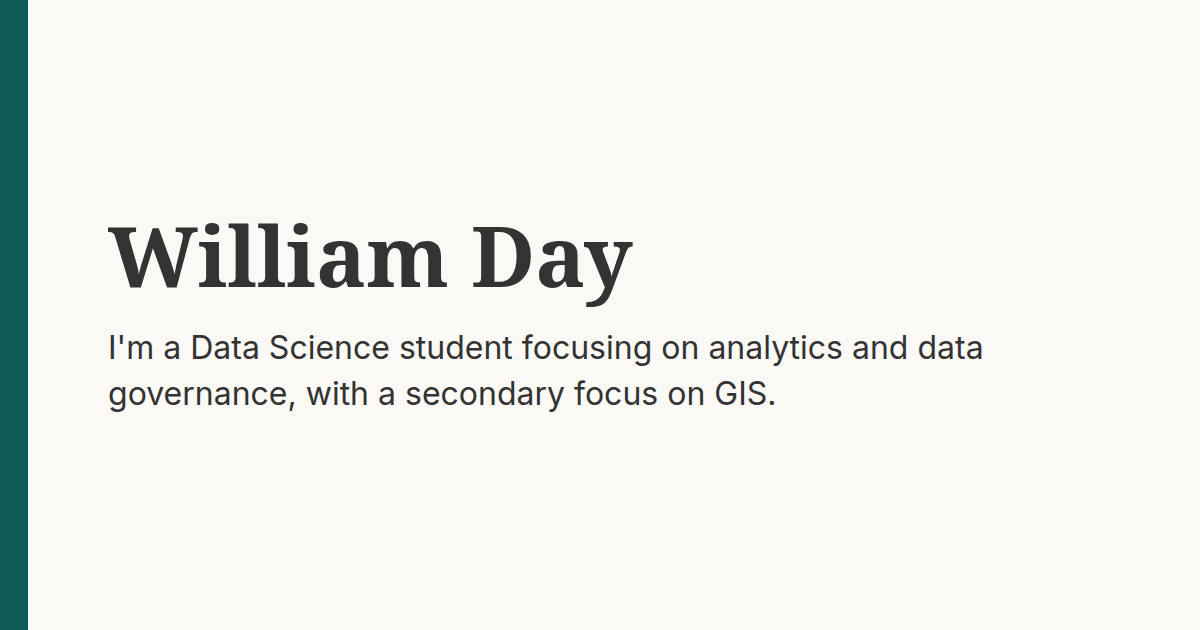 William Day
I'm a Data Science student focusing on analytics and data
governance, with a secondary focus on GIS.